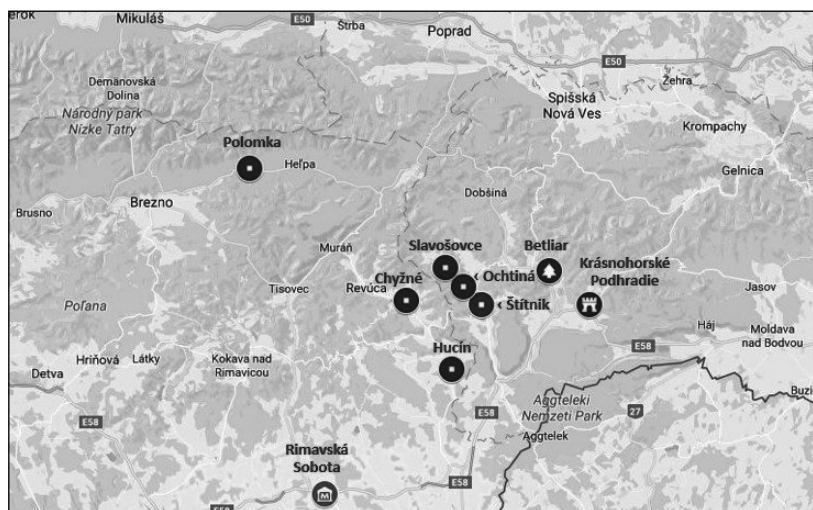 erok
Mikuláš
Štrba
E50
Poprad
E50
Žehra
Demänovská
Dolina
Národný park
Nízke Tatry
Spišská
Nová Ves
Krompachy
Polomka
Heľpa
Gelnica
Brusno
Brezno
Dobšiná
Muráň
Slavošovce
Betliar
Krásnohorské
Podhradie
‹ Ochtiná
Chyžné
Revúca
‹ Štítnik
Tisovec
Jasov
Poľana
Háj
Moldava
nad Bodvou
Hriňová
Látky
Kokava nad
Rimavicou
Hucín
E58
Detva
Aggteleki
Nemzeti Park
Buzi
E58
E58
27
Aggtelek
Rimavská
Sobota
E58
M
E58